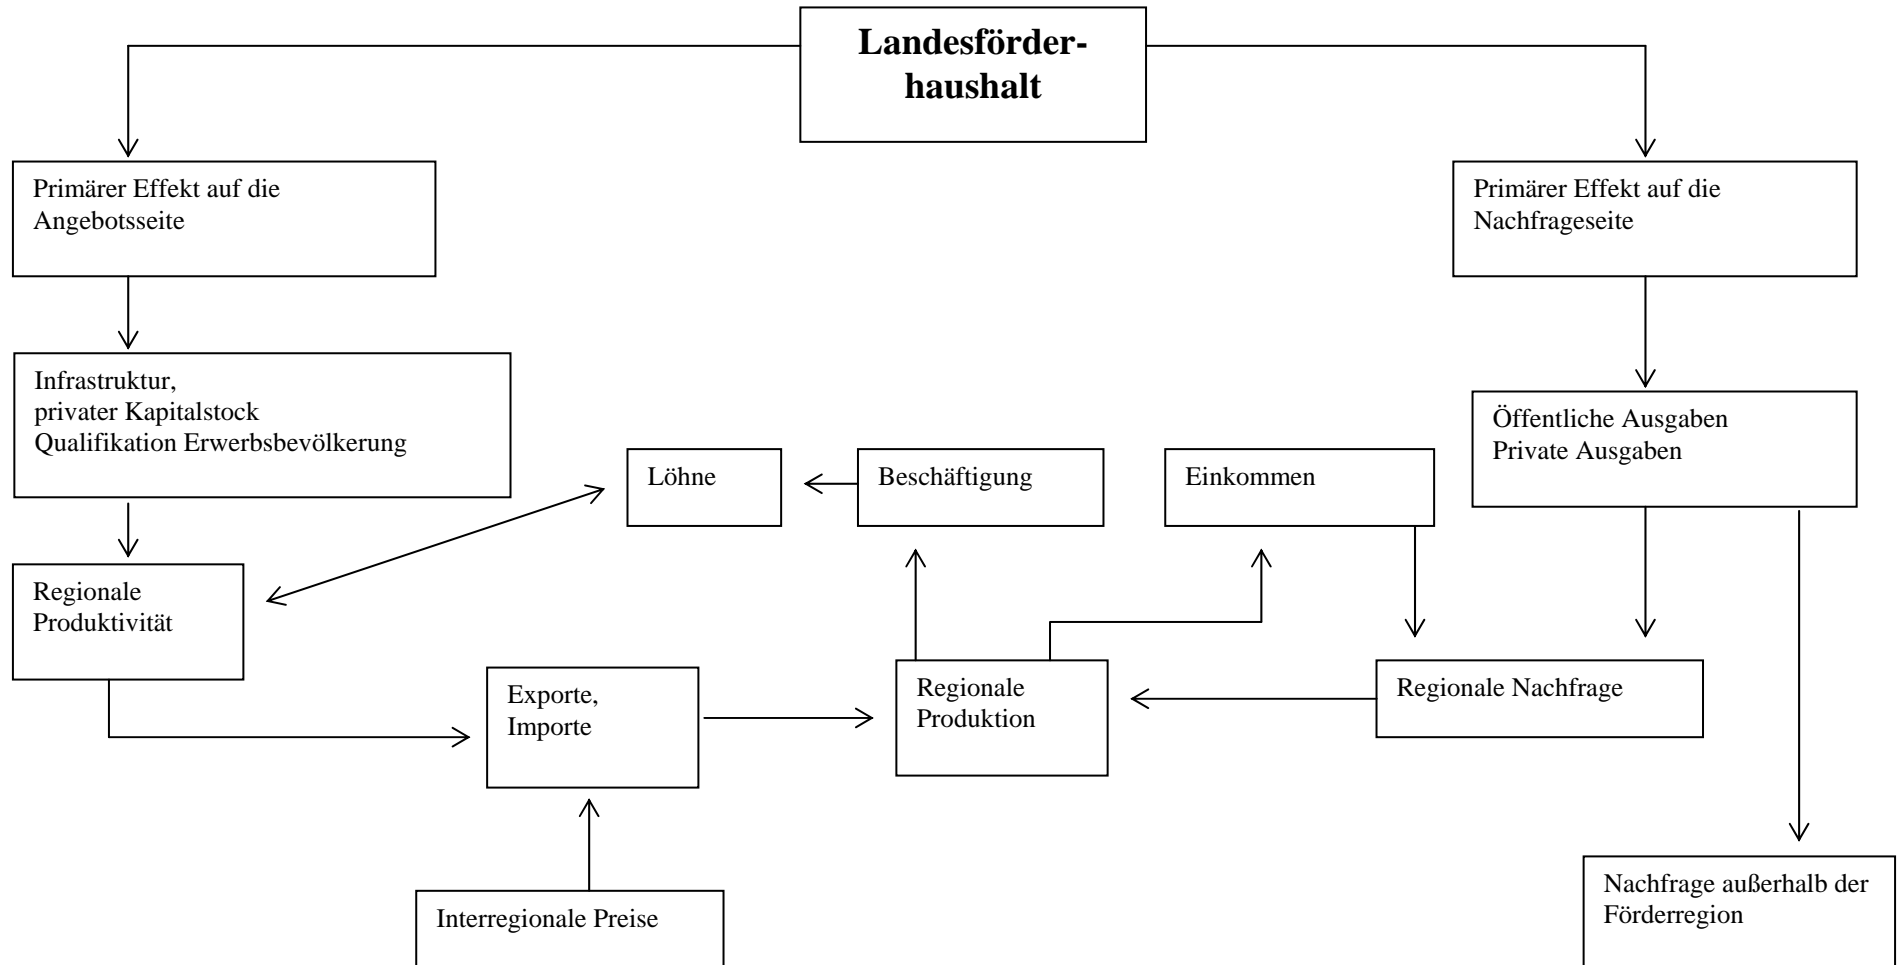 Landesförder-
haushalt
Primärer Effekt auf die
Angebotsseite
Primärer Effekt auf die
Nachfrageseite
Infrastruktur,
privater Kapitalstock
Qualifikation Erwerbsbevölkerung
Öffentliche Ausgaben
Private Ausgaben
Löhne
Beschäftigung
Einkommen
Regionale
Produktivität
Exporte,
Importe
Regionale
Produktion
Regionale Nachfrage
Interregionale Preise
Nachfrage außerhalb der
Förderregion